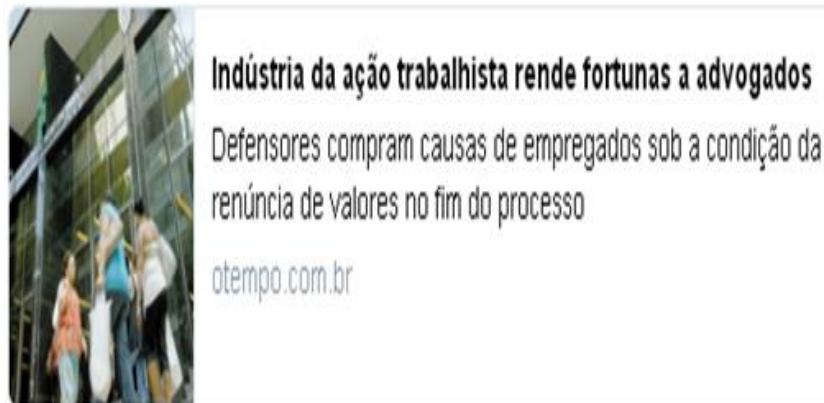 Indústria da ação trabalhista rende fortunas a advogados
Defensores compram causas de empregados sob a condição da
renúncia de valores no fim do processo
otempo.com.br